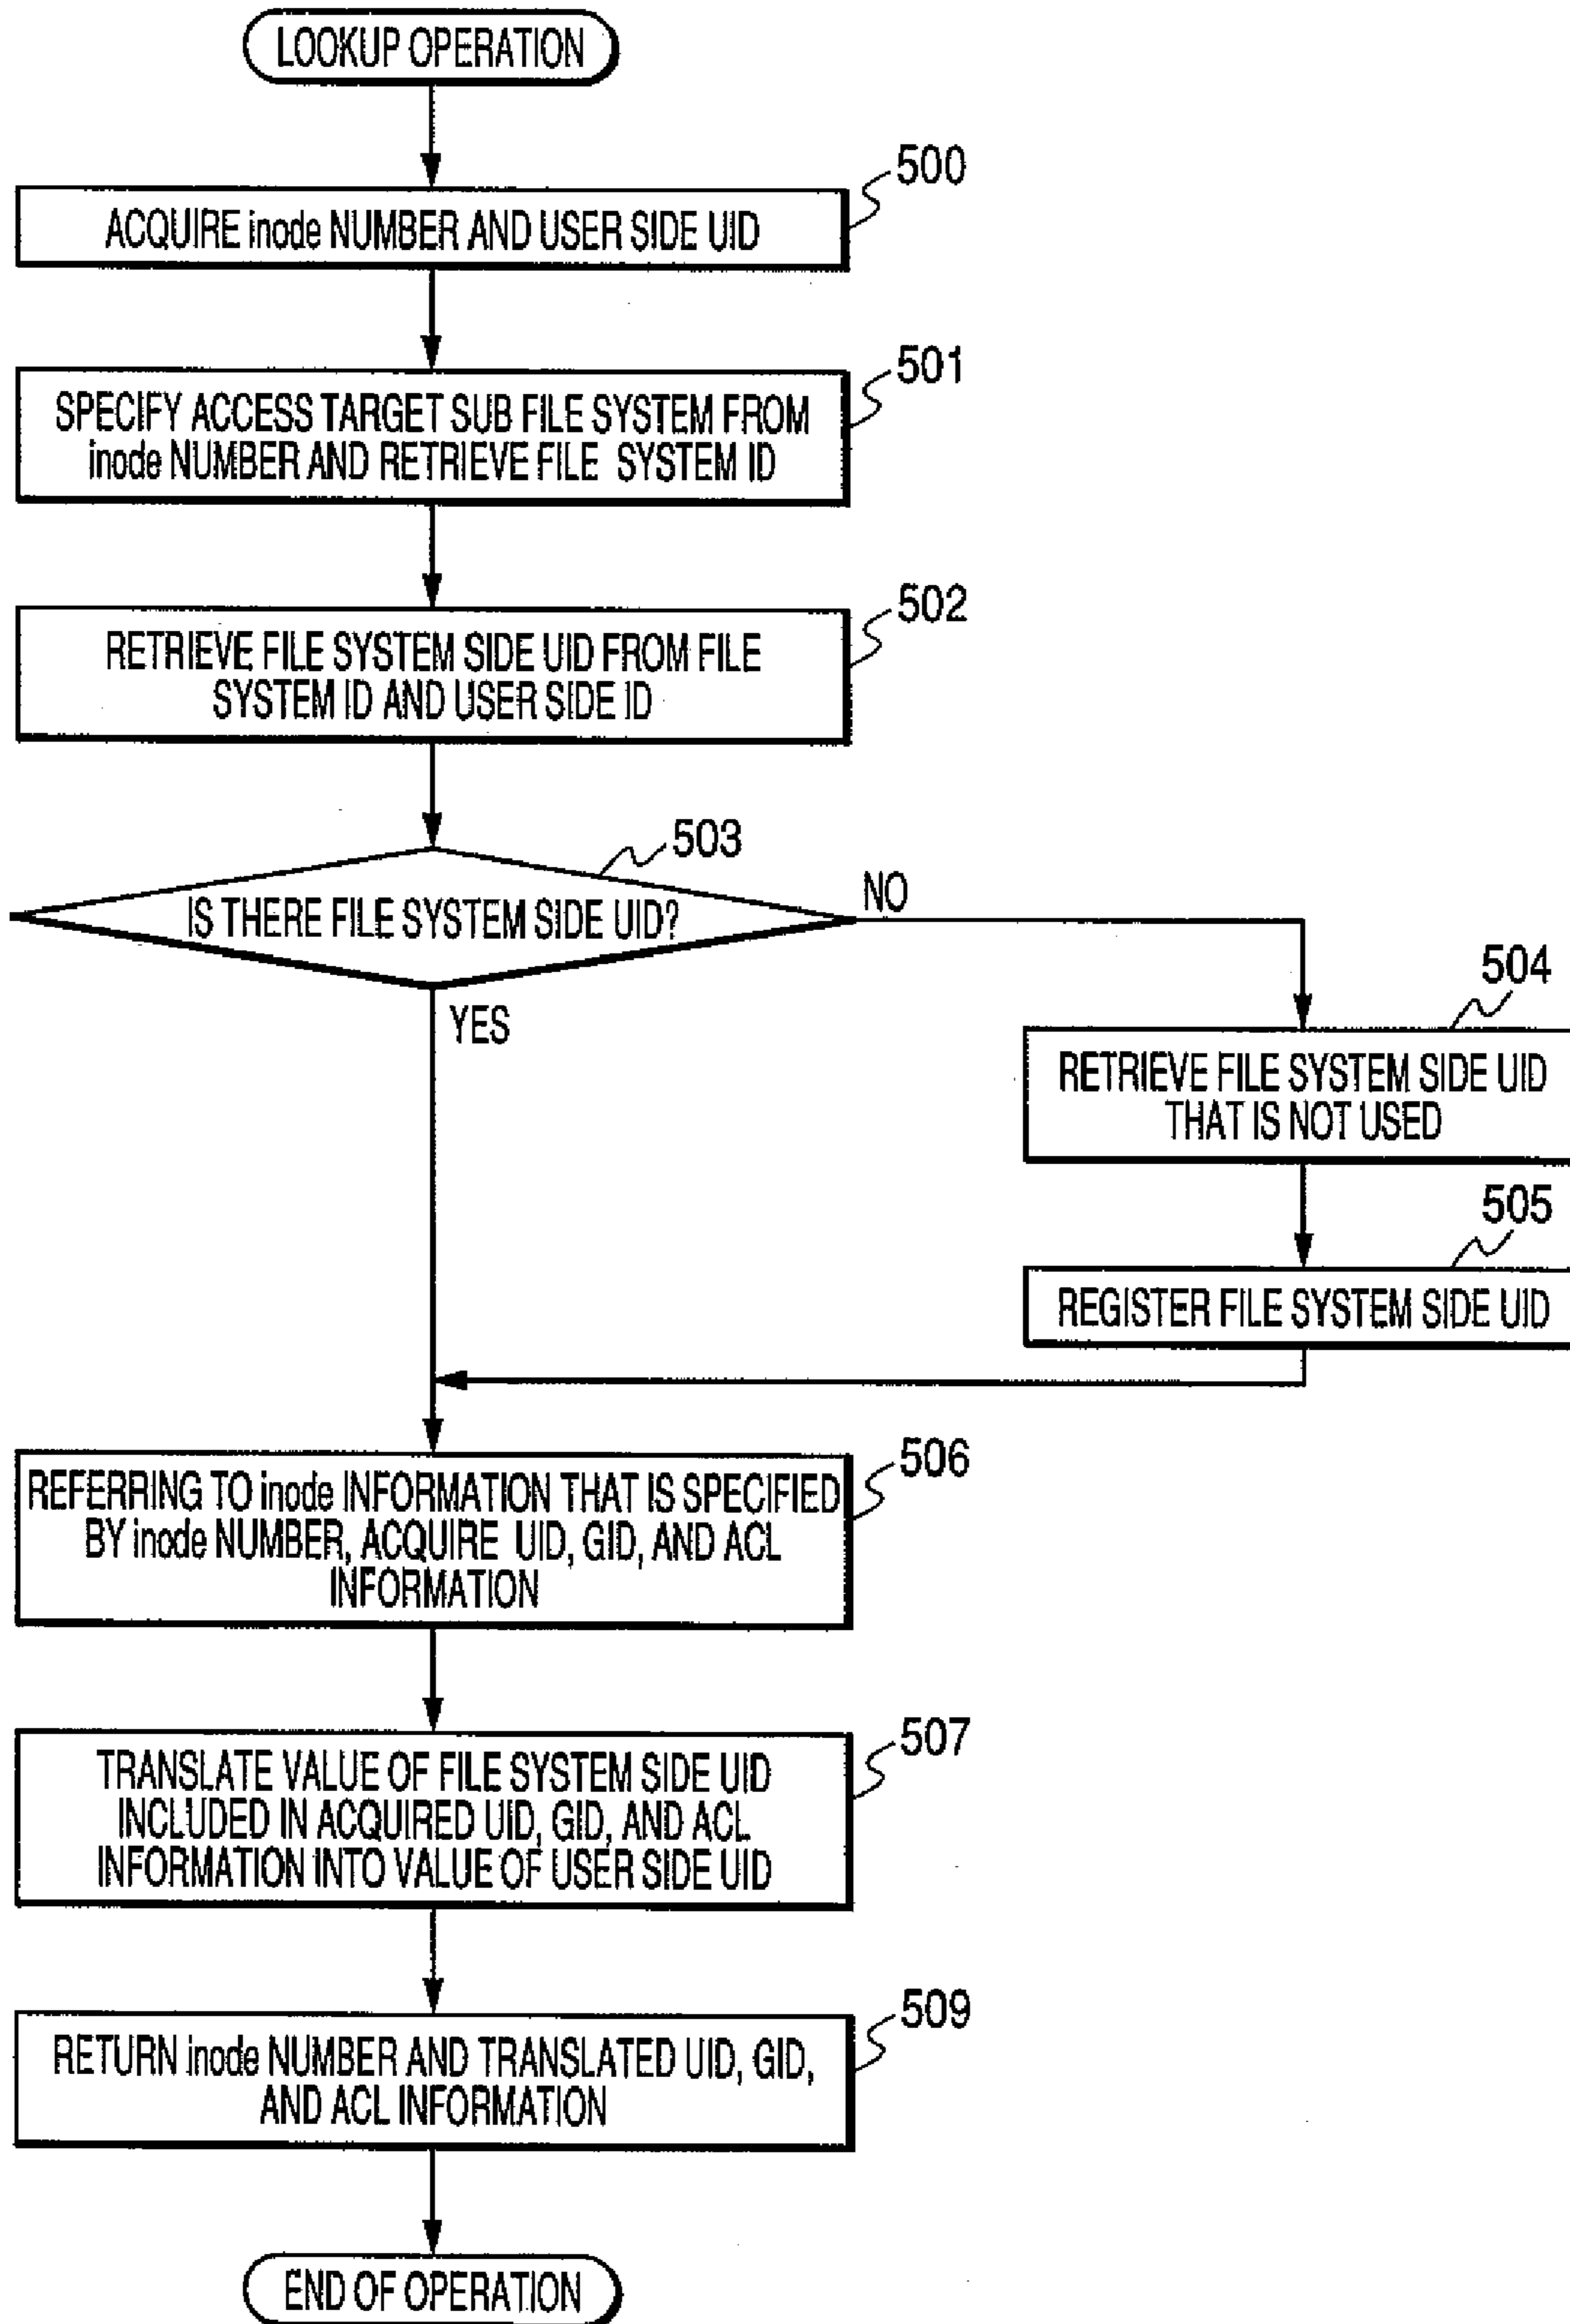 LOOKUP OPERATION
500
ACQUIRE inode NUMBER AND USER SIDE UID
501
SPECIFY ACCESS TARGET SUB FILE SYSTEM FROM
inode NUMBER AND RETRIEVE FILE SYSTEM ID
502
RETRIEVE FILE SYSTEM SIDE UID FROM FILE
SYSTEM ID AND USER SIDE ID
503
IS THERE FILE SYSTEM SIDE UID?
NO
YES
504
RETRIEVE FILE SYSTEM SIDE UID
THAT IS NOT USED
505
REGISTER FILE SYSTEM SIDE UID
506
REFERRING TO inode INFORMATION THAT IS SPECIFIED
BY inode NUMBER, ACQUIRE UID, GID, AND ACL
INFORMATION
507
TRANSLATE VALUE OF FILE SYSTEM SIDE UID
INCLUDED IN ACQUIRED UID, GID, AND ACL
INFORMATION INTO VALUE OF USER SIDE UID
509
RETURN inode NUMBER AND TRANSLATED UID, GID,
AND ACL INFORMATION
END OF OPERATION